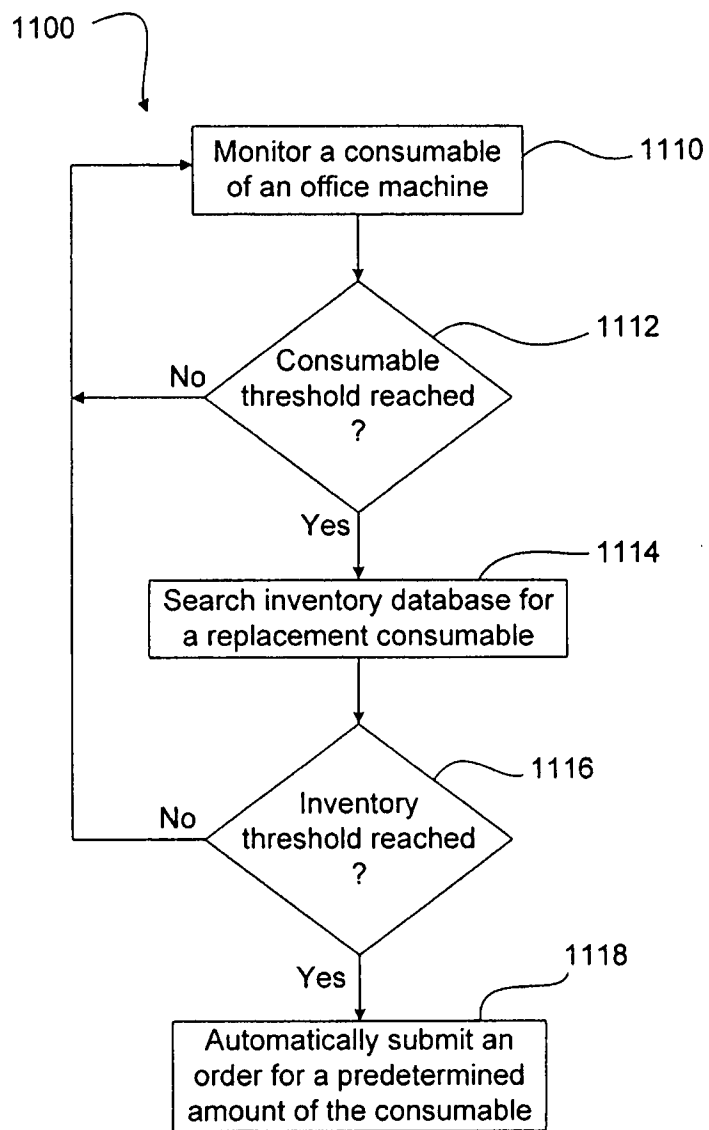 1100
Monitor a consumable
of an office machine
1110
Consumable
threshold reached
?
1112
No
Yes
1114
Search inventory database for
a replacement consumable
1116
Inventory
threshold reached
?
No
Yes
1118
Automatically submit an
order for a predetermined
amount of the consumable